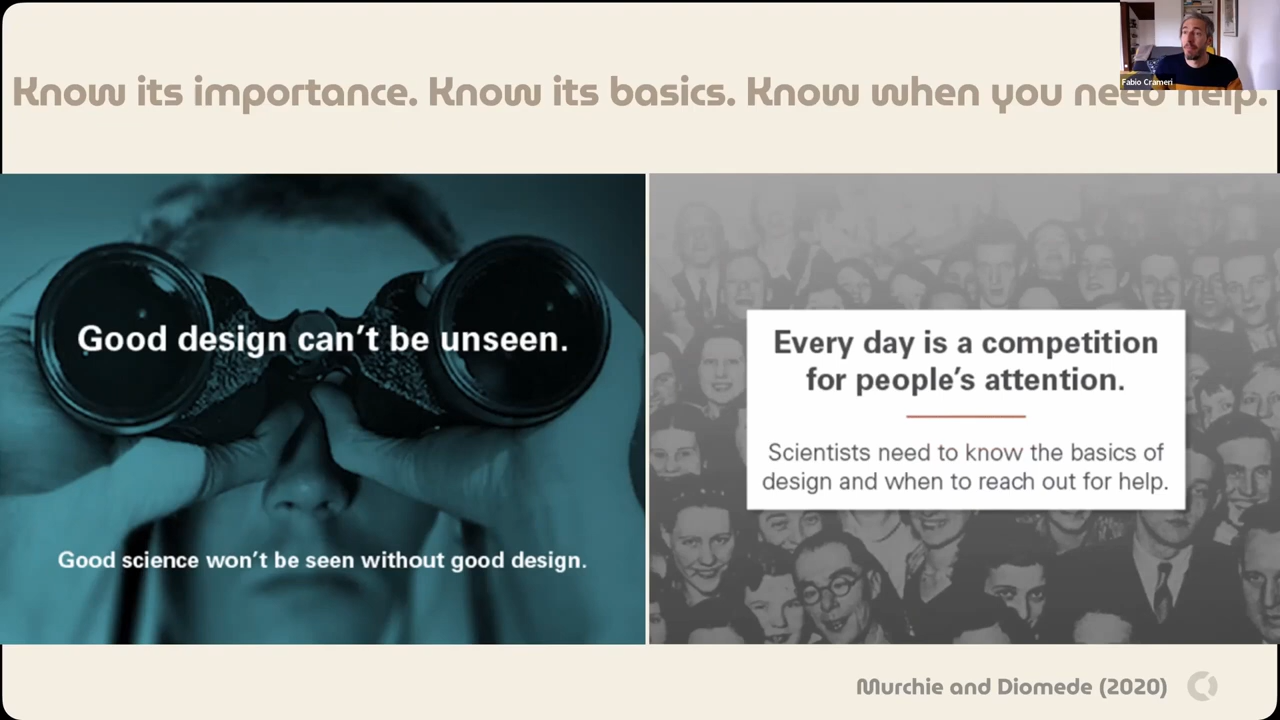 Know its importance. Know its basics. Know when you need help.
Fabio Crameri
Good design can't be unseen.
Good science won't be seen without good design.
Every day is a competition
for people's attention.
Scientists need to know the basics of
design and when to reach out for help.
Murchie and Diomede (2020)